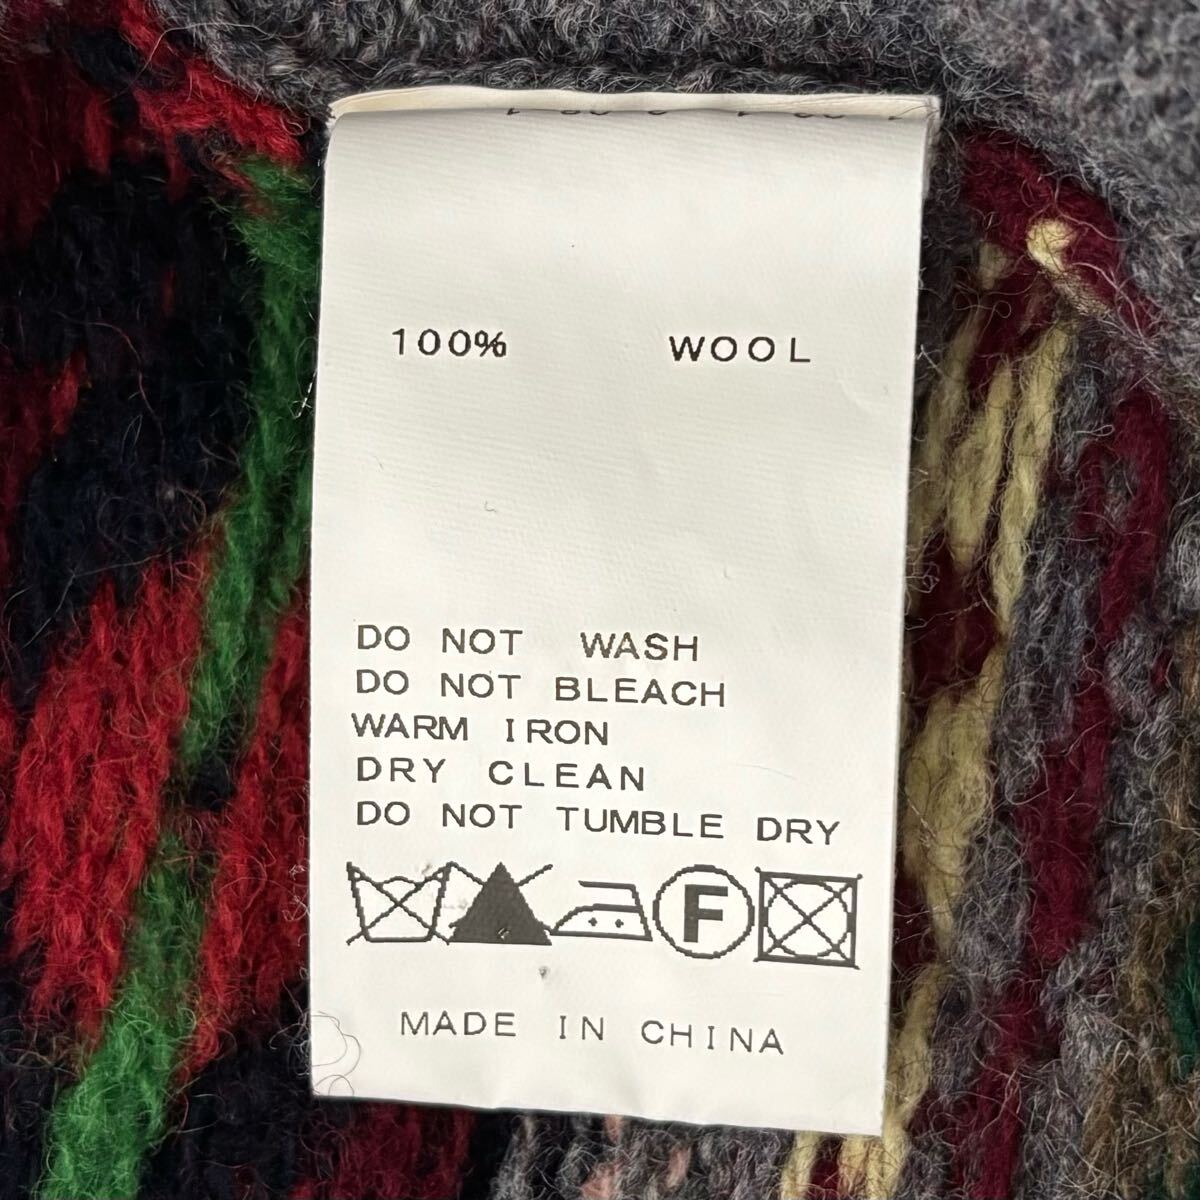 100% WOOL
DO NOT WASH
DO NOT BLEACH
WARM IRON
DRY CLEAN
DO NOT TUMBLE DRY
F
MADE IN CHINA